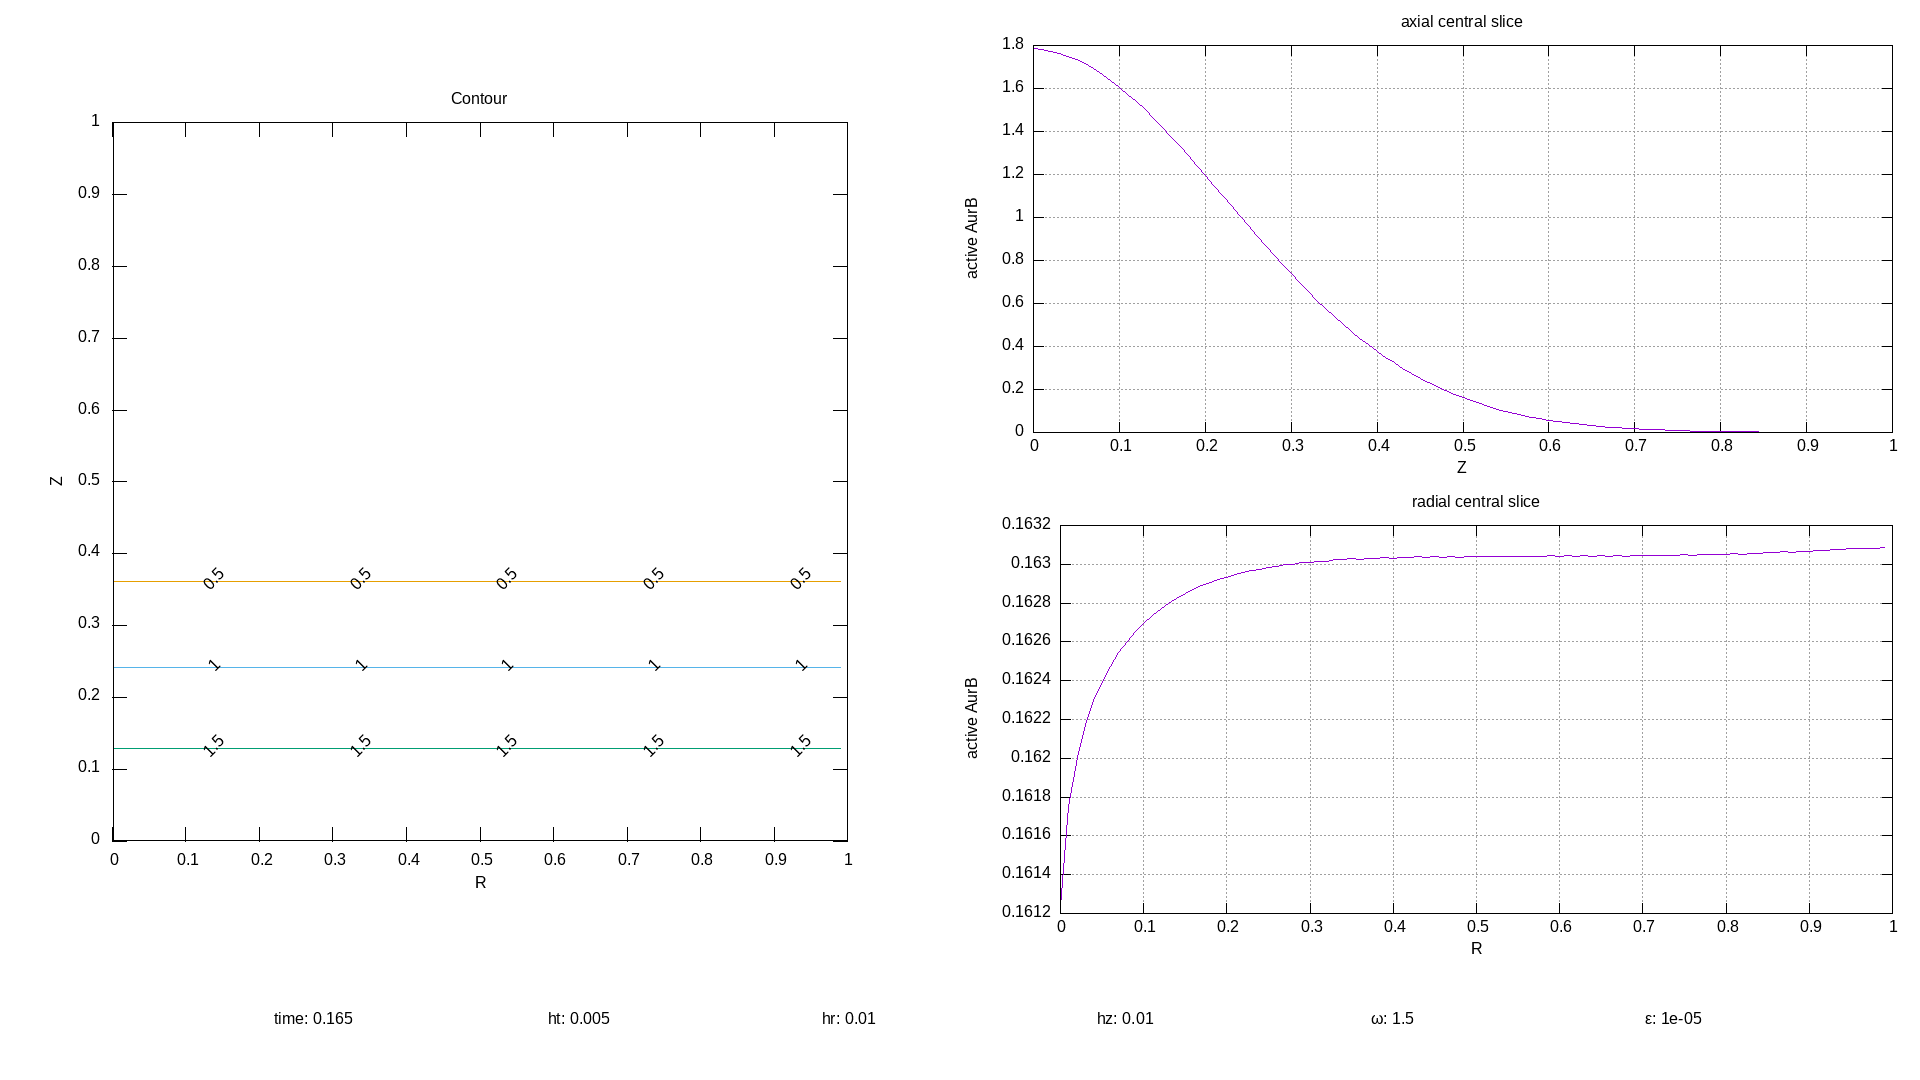 Contour
1
0.9
0.8
0.7
0.6
0.5
0.4
0.3
0.2
0.1
0
Z
0.5 0.5 0.5 0.5 0.5
1 1 1 1 1
1.5 1.5 1.5 1.5 1.5
0 0.1 0.2 0.3 0.4 0.5 0.6 0.7 0.8 0.9 1
R
axial central slice
1.8
1.6
1.4
1.2
1
0.8
0.6
0.4
0.2
0
active AurB
0 0.1 0.2 0.3 0.4 0.5 0.6 0.7 0.8 0.9 1
Z
radial central slice
0.1632
0.163
0.1628
0.1626
0.1624
0.1622
0.162
0.1618
0.1616
0.1614
0.1612
active AurB
0 0.1 0.2 0.3 0.4 0.5 0.6 0.7 0.8 0.9 1
R
time: 0.165 ht: 0.005 hr: 0.01 hz: 0.01 ω: 1.5 ε: 1e-05